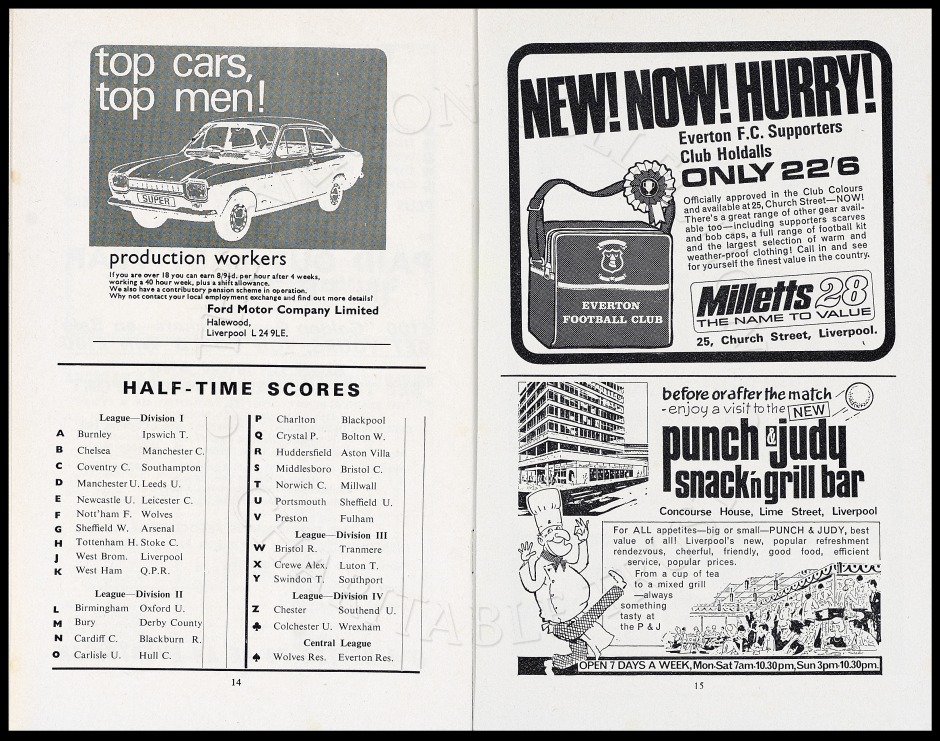 top cars,
top men!
SUPER
production workers
If you are over 18 you can earn 8/9½d. per hour after 4 weeks,
working a 40 hour week, plus a shift allowance.
We also have a contributory pension scheme in operation.
Why not contact your local employment exchange and find out more details?
Ford Motor Company Limited
Halewood,
Liverpool L 24 9LE.
HALF-TIME SCORES
League—Division I
A Burnley Ipswich T.
B Chelsea Manchester C.
C Coventry C. Southampton
D Manchester U. Leeds U.
E Newcastle U. Leicester C.
F Nott'ham F. Wolves
G Sheffield W. Arsenal
H Tottenham H. Stoke C.
J West Brom. Liverpool
K West Ham Q.P.R.
League—Division II
L Birmingham Oxford U.
M Bury Derby County
N Cardiff C. Blackburn R.
O Carlisle U. Hull C.
P Charlton Blackpool
Q Crystal P. Bolton W.
R Huddersfield Aston Villa
S Middlesboro Bristol C.
T Norwich C. Millwall
U Portsmouth Sheffield U.
V Preston Fulham
League—Division III
W Bristol R. Tranmere
X Crewe Alex. Luton T.
Y Swindon T. Southport
League—Division IV
Z Chester Southend U.
♣ Colchester U. Wrexham
Central League
♠ Wolves Res. Everton Res.
14
NEW! NOW! HURRY!
Everton F.C. Supporters
Club Holdalls
ONLY 22'6
Officially approved in the Club Colours
and available at 25, Church Street—NOW!
There's a great range of other gear avail-
able too—including supporters scarves
and bob caps, a full range of football kit
and the largest selection of warm and
weather-proof clothing! Call in and see
for yourself the finest value in the country.
EVERTON
FOOTBALL CLUB
Milletts 28
THE NAME TO VALUE
25, Church Street, Liverpool.
before or after the match
-enjoy a visit to the NEW
punch & judy
snack'n grill bar
Concourse House, Lime Street, Liverpool
For ALL appetites—big or small—PUNCH & JUDY, best
value of all! Liverpool's new, popular refreshment
rendezvous, cheerful, friendly, good food, efficient
service, popular prices.
From a cup of tea
to a mixed grill
—always
something
tasty at
the P & J
OPEN 7 DAYS A WEEK, Mon-Sat 7am-10.30pm, Sun 3pm-10.30pm.
15